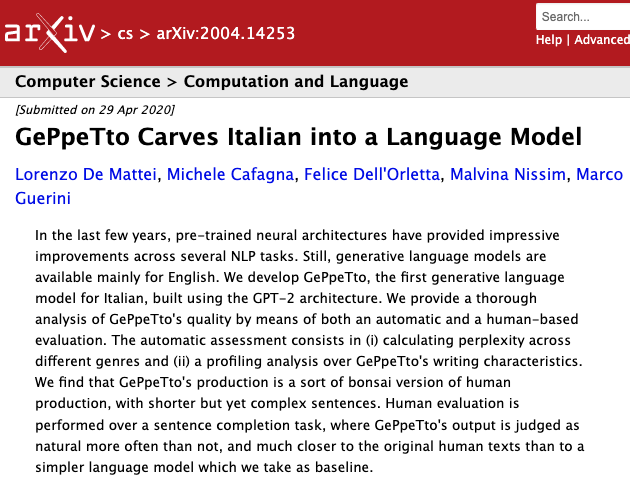 arXiv > cs > arXiv:2004.14253
Search...
Help | Advanced
Computer Science > Computation and Language
[Submitted on 29 Apr 2020]
GePpeTto Carves Italian into a Language Model
Lorenzo De Mattei, Michele Cafagna, Felice Dell'Orletta, Malvina Nissim, Marco
Guerini
In the last few years, pre-trained neural architectures have provided impressive
improvements across several NLP tasks. Still, generative language models are
available mainly for English. We develop GePpeTto, the first generative language
model for Italian, built using the GPT-2 architecture. We provide a thorough
analysis of GePpeTto's quality by means of both an automatic and a human-based
evaluation. The automatic assessment consists in (i) calculating perplexity across
different genres and (ii) a profiling analysis over GePpeTto's writing characteristics.
We find that GePpeTto's production is a sort of bonsai version of human
production, with shorter but yet complex sentences. Human evaluation is
performed over a sentence completion task, where GePpeTto's output is judged as
natural more often than not, and much closer to the original human texts than to a
simpler language model which we take as baseline.